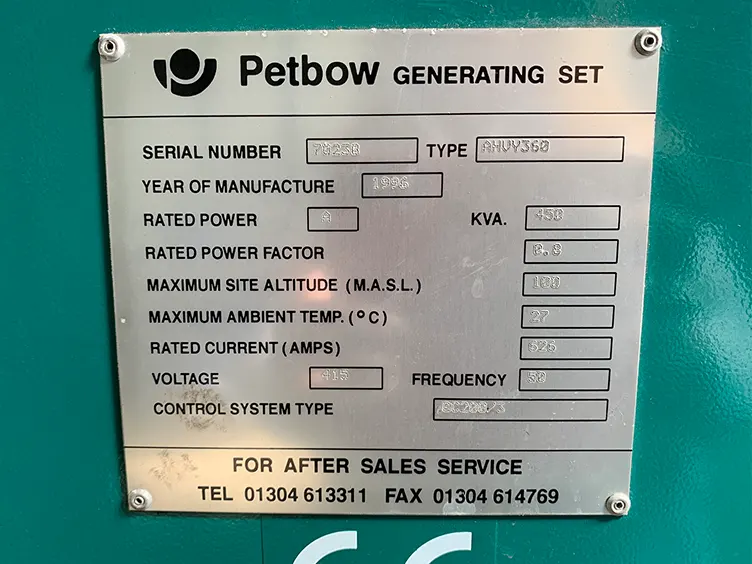 Petbow GENERATING SET
SERIAL NUMBER 70238 TYPE AHVY360
YEAR OF MANUFACTURE 1996
RATED POWER A KVA. 450
RATED POWER FACTOR 0.8
MAXIMUM SITE ALTITUDE (M.A.S.L.) 100
MAXIMUM AMBIENT TEMP. (°C) 27
RATED CURRENT (AMPS) 626
VOLTAGE 415 FREQUENCY 50
CONTROL SYSTEM TYPE
FOR AFTER SALES SERVICE
TEL 01304 613311 FAX 01304 614769
CE